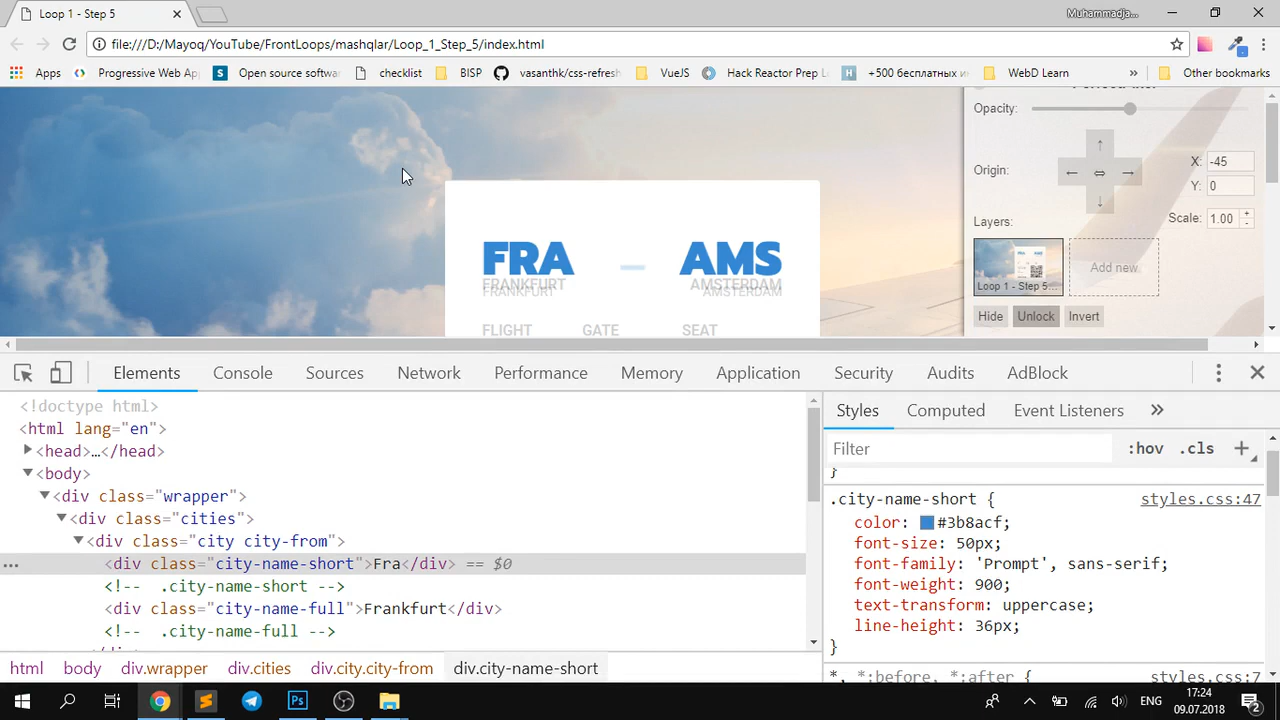 Loop 1 - Step 5
Muhammadja...
file:///D:/Mayoq/YouTube/FrontLoops/mashqlar/Loop_1_Step_5/index.html
Apps Progressive Web Ap Open source softwa checklist BISP vasanthk/css-refresh VueJS Hack Reactor Prep L +500 бесплатных и WebD Learn » Other bookmarks
Opacity:
Origin:
X: -45
Y: 0
Layers:
Scale: 1.00
Loop 1 - Step 5...
Add new
Hide Unlock Invert
FRA — AMS
FRANKFURT AMSTERDAM
FRANKFURT AMSTERDAM
FLIGHT GATE SEAT
Elements Console Sources Network Performance Memory Application Security Audits AdBlock
<!doctype html>
<html lang="en">
<head>…</head>
<body>
<div class="wrapper">
<div class="cities">
<div class="city city-from">
... <div class="city-name-short">Fra</div> == $0
<!-- .city-name-short -->
<div class="city-name-full">Frankfurt</div>
<!-- .city-name-full -->
html body div.wrapper div.cities div.city.city-from div.city-name-short
Styles Computed Event Listeners »
Filter :hov .cls +
}
.city-name-short { styles.css:47
color: #3b8acf;
font-size: 50px;
font-family: 'Prompt', sans-serif;
font-weight: 900;
text-transform: uppercase;
line-height: 36px;
}
*, *:before, *:after { styles.css:7
ENG
17:24
09.07.2018
2